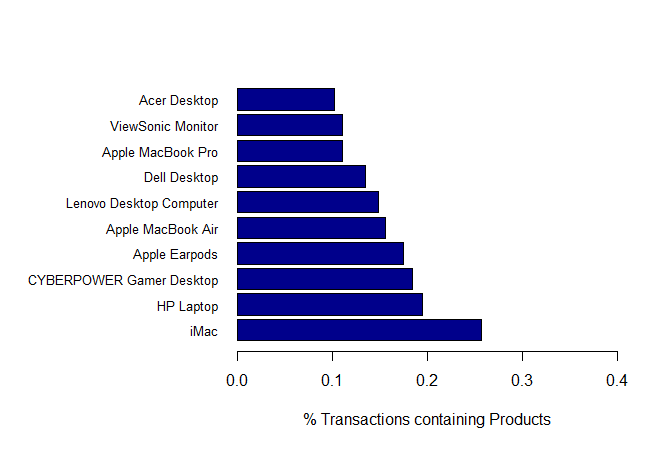 Acer Desktop
ViewSonic Monitor
Apple MacBook Pro
Dell Desktop
Lenovo Desktop Computer
Apple MacBook Air
Apple Earpods
CYBERPOWER Gamer Desktop
HP Laptop
iMac
0.0 0.1 0.2 0.3 0.4
% Transactions containing Products